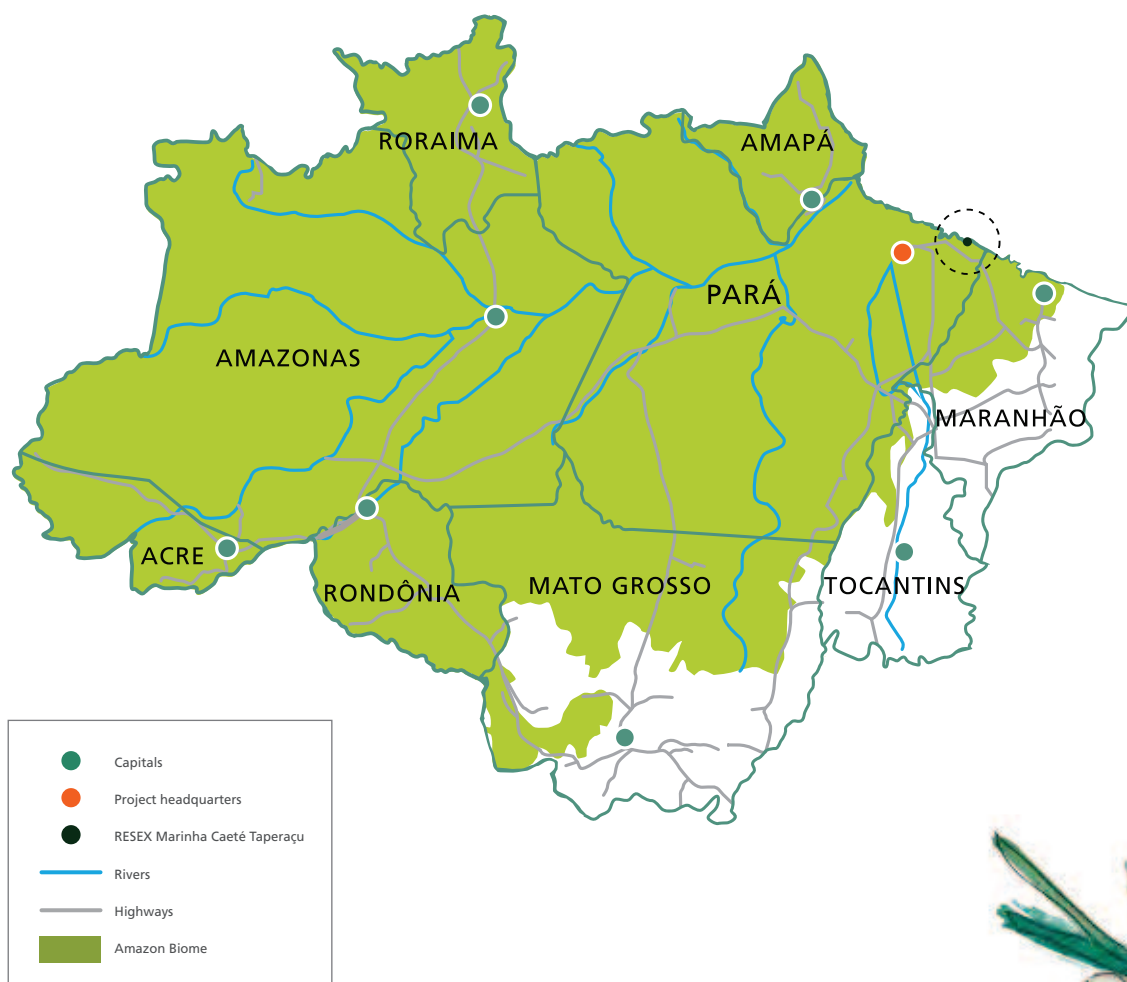 RORAIMA
AMAPÁ
PARÁ
AMAZONAS
MARANHÃO
ACRE
RONDÔNIA
MATO GROSSO
TOCANTINS
Capitals
Project headquarters
RESEX Marinha Caeté Taperaçu
Rivers
Highways
Amazon Biome